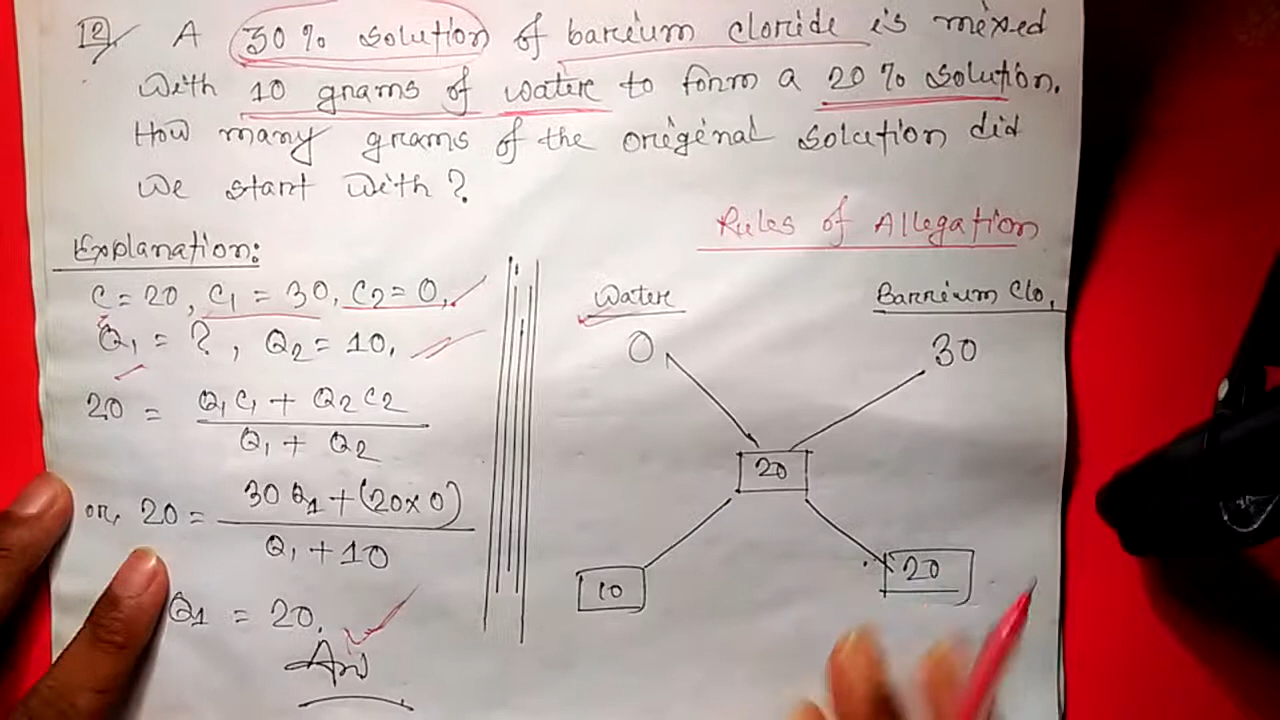 12 A 30% solution of barium cloride is mixed
with 10 grams of water to form a 20% solution.
How many grams of the original solution did
we start with?
Rules of Allegation
Explanation:
C = 20, C1 = 30, C2 = 0,
Q1 = ?, Q2 = 10,
20 = Q1C1 + Q2C2
Q1 + Q2
or, 20 = 30Q1 + (20×0)
Q1 + 10
Q1 = 20.
Ans
Water
Barrium Clo,
0
30
20
10
20